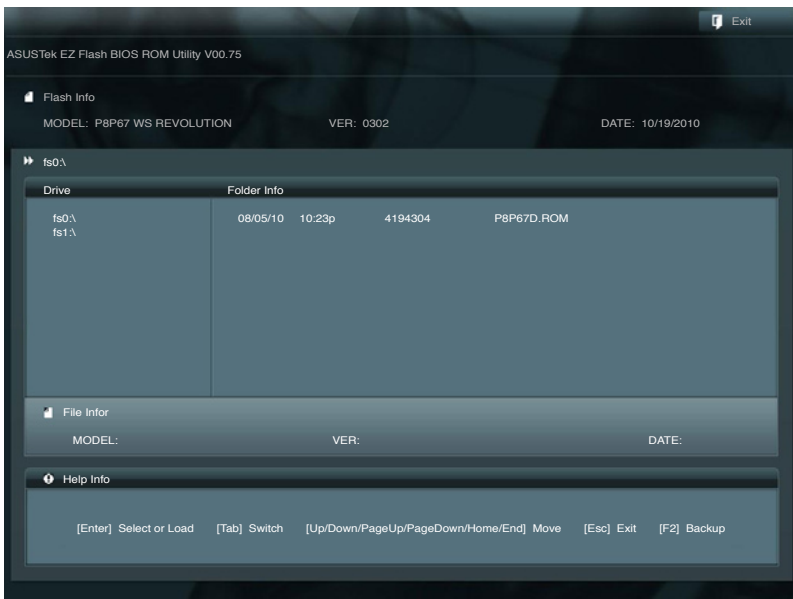 Exit
ASUSTek EZ Flash BIOS ROM Utility V00.75
Flash Info
MODEL: P8P67 WS REVOLUTION VER: 0302 DATE: 10/19/2010
fs0:\
Drive Folder Info
fs0:\ 08/05/10 10:23p 4194304 P8P67D.ROM
fs1:\
File Infor
MODEL: VER: DATE:
Help Info
[Enter] Select or Load [Tab] Switch [Up/Down/PageUp/PageDown/Home/End] Move [Esc] Exit [F2] Backup